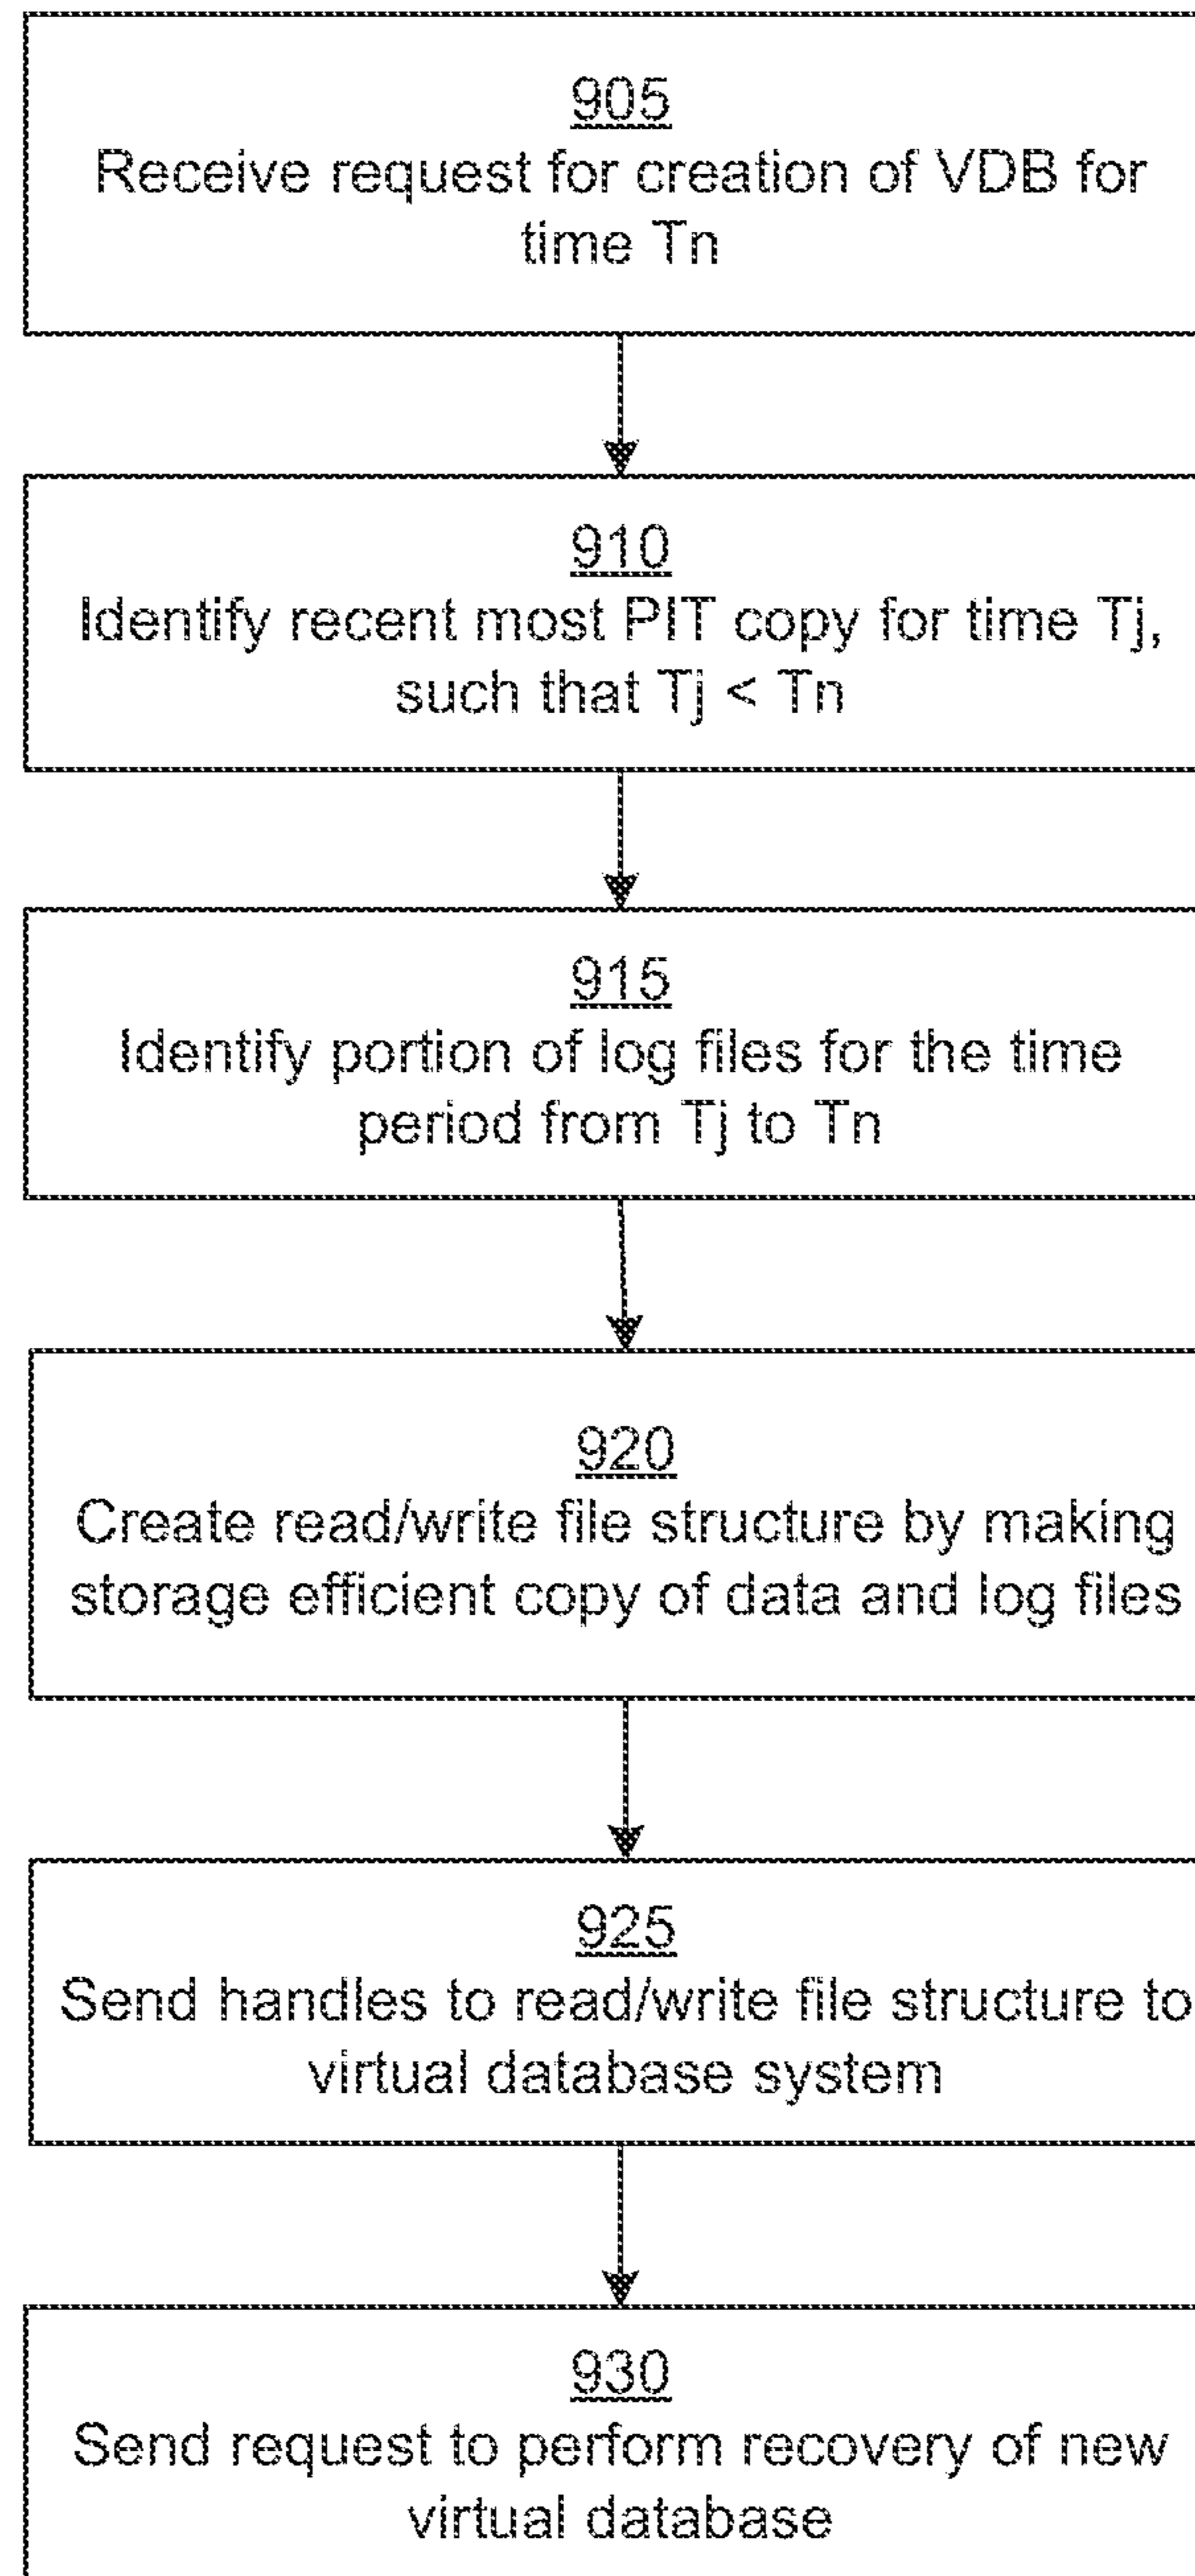 905
Receive request for creation of VDB for
time Tn
910
Identify recent most PIT copy for time Tj,
such that Tj < Tn
915
Identify portion of log files for the time
period from Tj to Tn
920
Create read/write file structure by making
storage efficient copy of data and log files
925
Send handles to read/write file structure to
virtual database system
930
Send request to perform recovery of new
virtual database